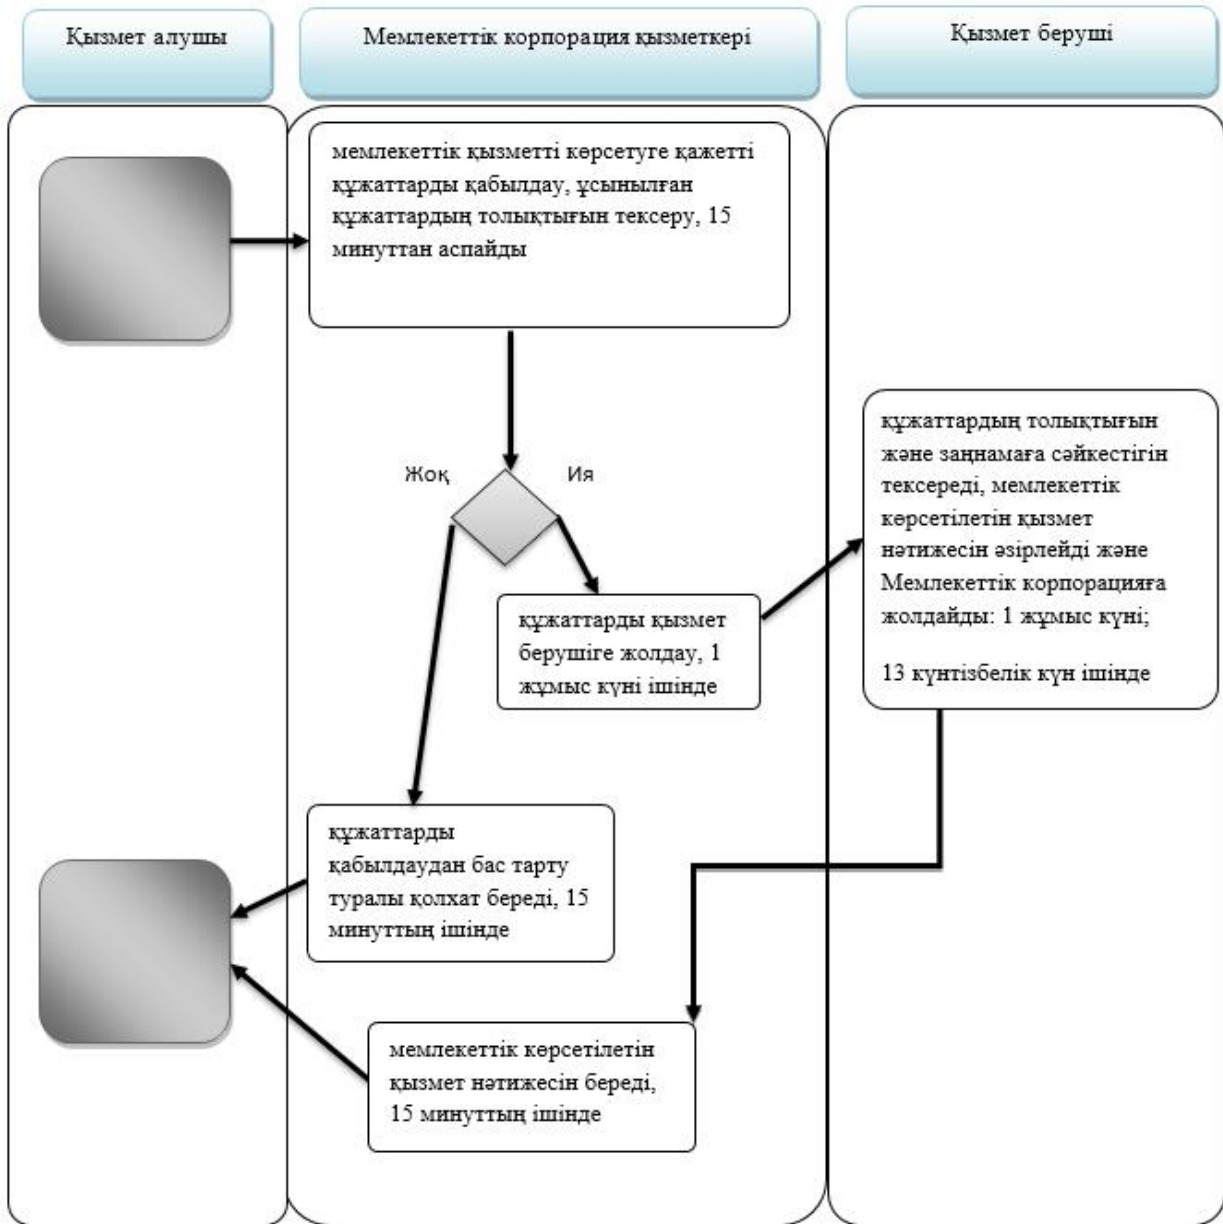 Қызмет алушы
Мемлекеттік корпорация қызметкері
Қызмет беруші
мемлекеттік қызметті көрсетуге қажетті
құжаттарды қабылдау, ұсынылған
құжаттардың толықтығын тексеру, 15
минуттан аспайды
Жоқ
Ия
құжаттардың толықтығын
және заңнамаға сәйкестігін
тексереді, мемлекеттік
көрсетілетін қызмет
нәтижесін әзірлейді және
Мемлекеттік корпорацияға
жолдайды: 1 жұмыс күні;
13 күнтізбелік күн ішінде
құжаттарды қызмет
берушіге жолдау, 1
жұмыс күні ішінде
құжаттарды
қабылдаудан бас тарту
туралы қолхат береді, 15
минуттың ішінде
мемлекеттік көрсетілетін
қызмет нәтижесін береді,
15 минуттың ішінде